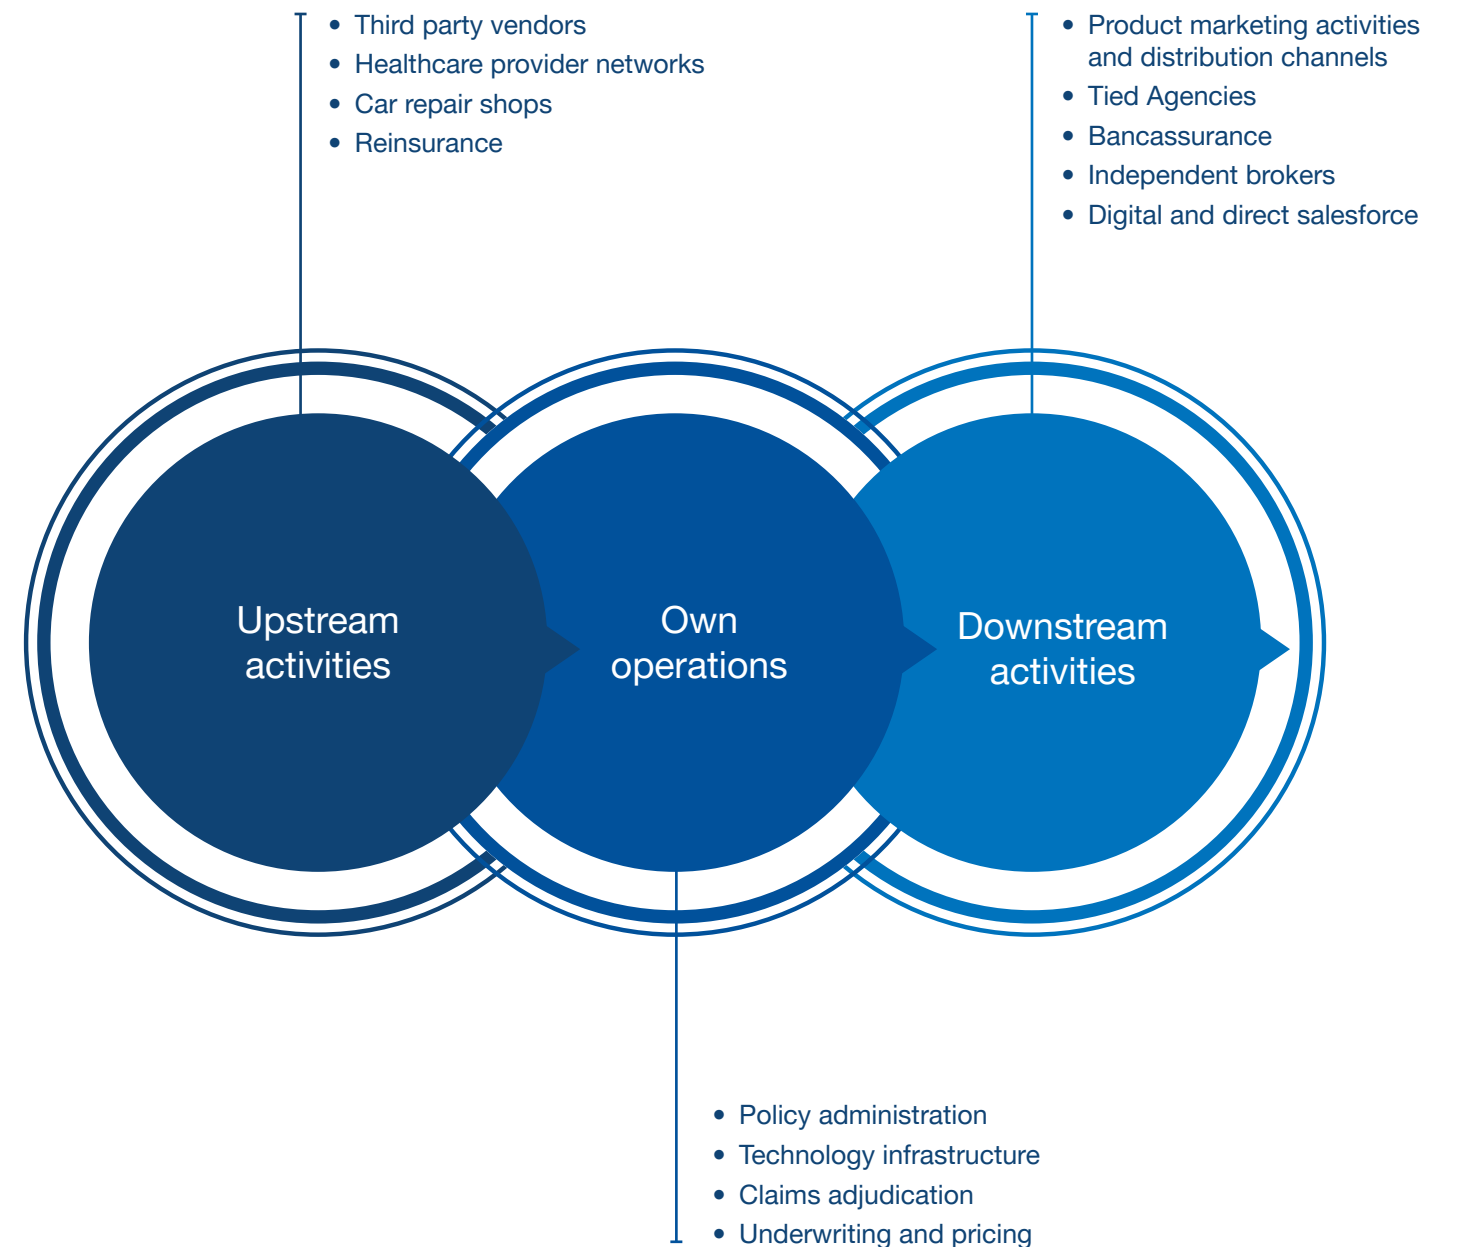 • Third party vendors
• Healthcare provider networks
• Car repair shops
• Reinsurance
• Product marketing activities
and distribution channels
• Tied Agencies
• Bancassurance
• Independent brokers
• Digital and direct salesforce
Upstream
activities
Own
operations
Downstream
activities
• Policy administration
• Technology infrastructure
• Claims adjudication
• Underwriting and pricing